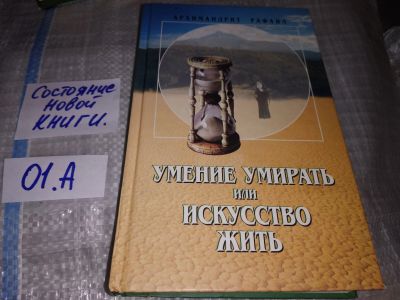 АРХИМАНДРИТ РАФАИЛ
УМЕНИЕ УМИРАТЬ
или
ИСКУССТВО
ЖИТЬ
Состояние
новой
книги.
01.А